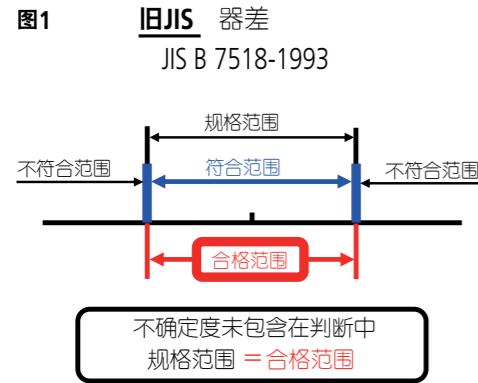 图1 旧JIS 器差
JIS B 7518-1993
规格范围
不符合范围 符合范围 不符合范围
合格范围
不确定度未包含在判断中
规格范围 ＝合格范围